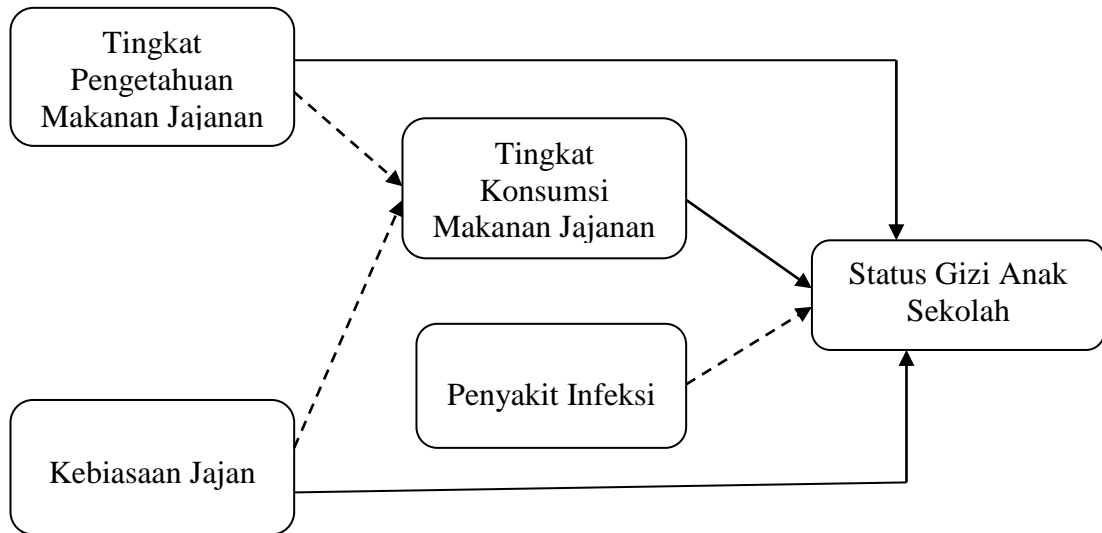 Tingkat
Pengetahuan
Makanan Jajanan
Tingkat
Konsumsi
Makanan Jajanan
Status Gizi Anak
Sekolah
Penyakit Infeksi
Kebiasaan Jajan